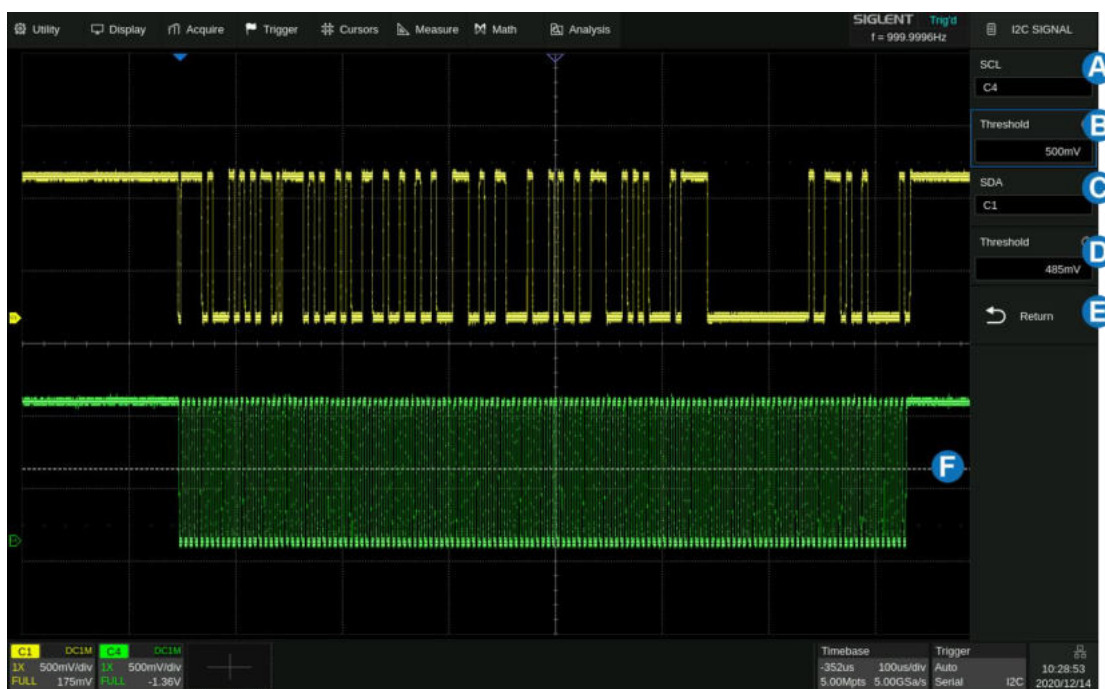 Utility Display Acquire Trigger Cursors Measure Math Analysis
SIGLENT Trig'd
f = 999.9996Hz
I2C SIGNAL
SCL
A
C4
Threshold
B
500mV
SDA
C
C1
Threshold
D
485mV
Return
E
F
C1 DC1M
1X 500mV/div
FULL 175mV
C4 DC1M
1X 500mV/div
FULL -1.36V
Timebase
-352us 100us/div
5.00Mpts 5.00GSa/s
Trigger
Auto
Serial I2C
10:28:53
2020/12/14